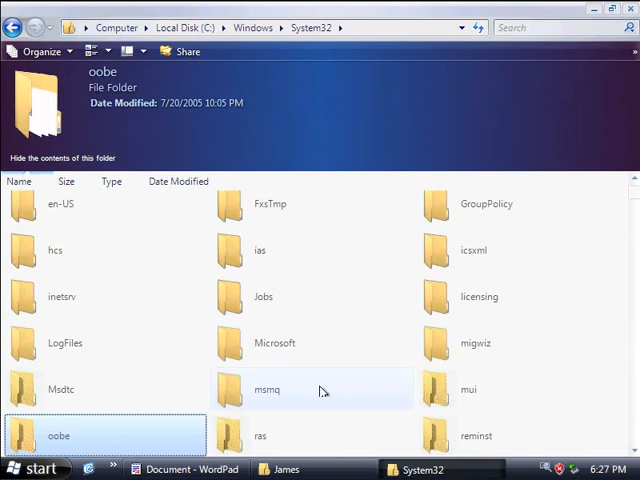 Computer Local Disk (C:) Windows System32 Search
Organize Share
oobe
File Folder
Date Modified: 7/20/2005 10:05 PM
Hide the contents of this folder
Name Size Type Date Modified
en-US FxsTmp GroupPolicy
hcs ias icsxml
inetsrv Jobs licensing
LogFiles Microsoft migwiz
Msdtc msmq mui
oobe ras reminst
start Document - WordPad James System32 6:27 PM